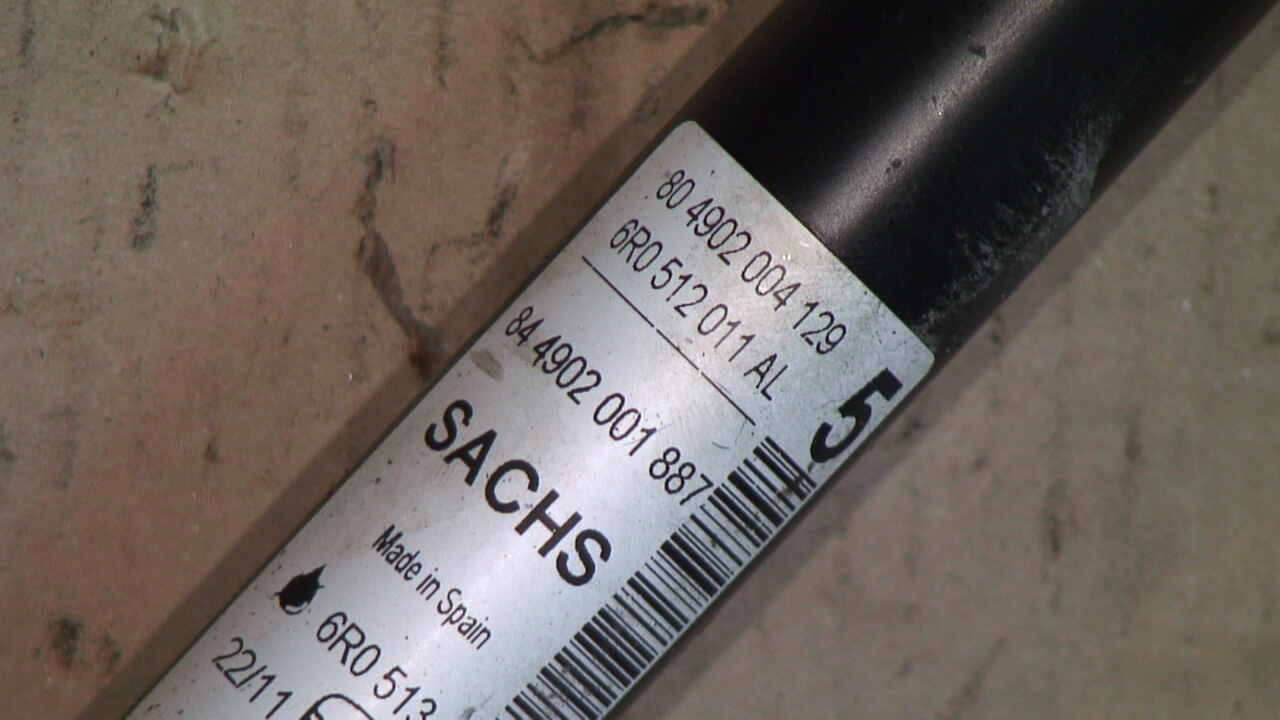 80 4902 004 129
6R0 512 011 AL
5
84 4902 001 887
SACHS
Made in Spain
6R0 513
22/11